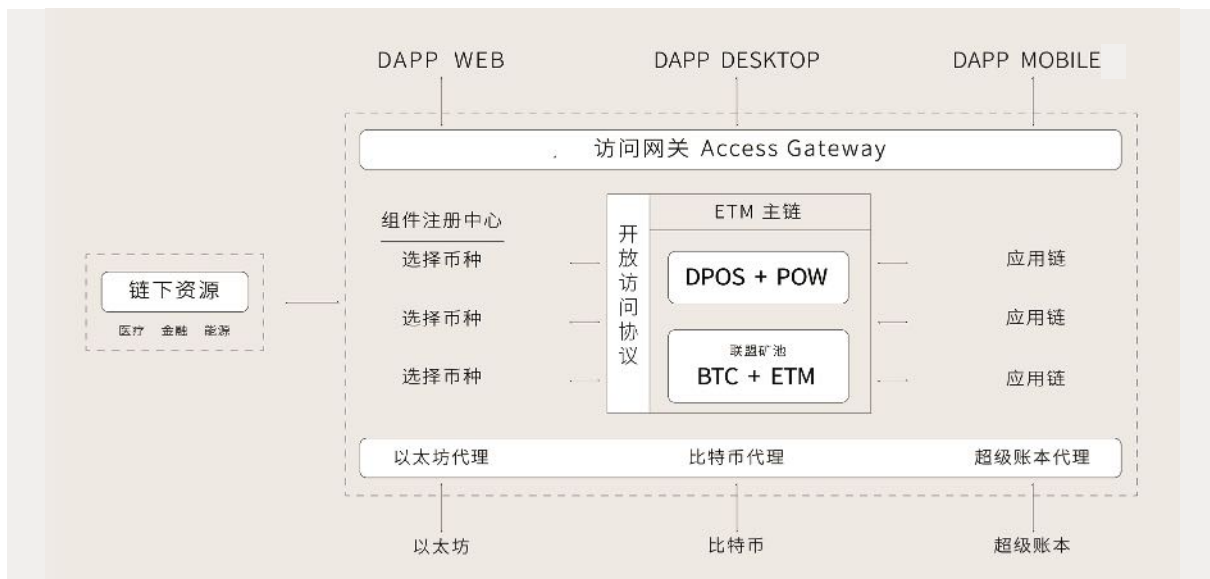 DAPP WEB
DAPP DESKTOP
DAPP MOBILE
访问网关 Access Gateway
组件注册中心
选择币种
选择币种
选择币种
开放访问协议
ETM 主链
DPOS + POW
联盟矿池
BTC + ETM
应用链
应用链
应用链
链下资源
医疗 金融 能源
以太坊代理
比特币代理
超级账本代理
以太坊
比特币
超级账本